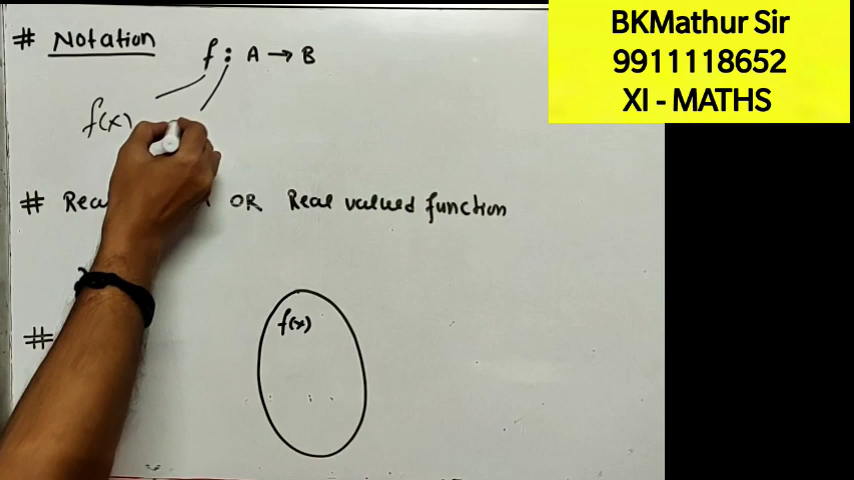 # Notation
f : A → B
f(x)
# Rea OR Real valued function
#
f(x)
BKMathur Sir
9911118652
XI - MATHS